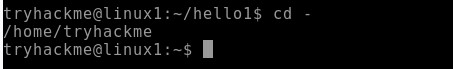 tryhackme@linux1:~/hello1$ cd -
/home/tryhackme
tryhackme@linux1:~$